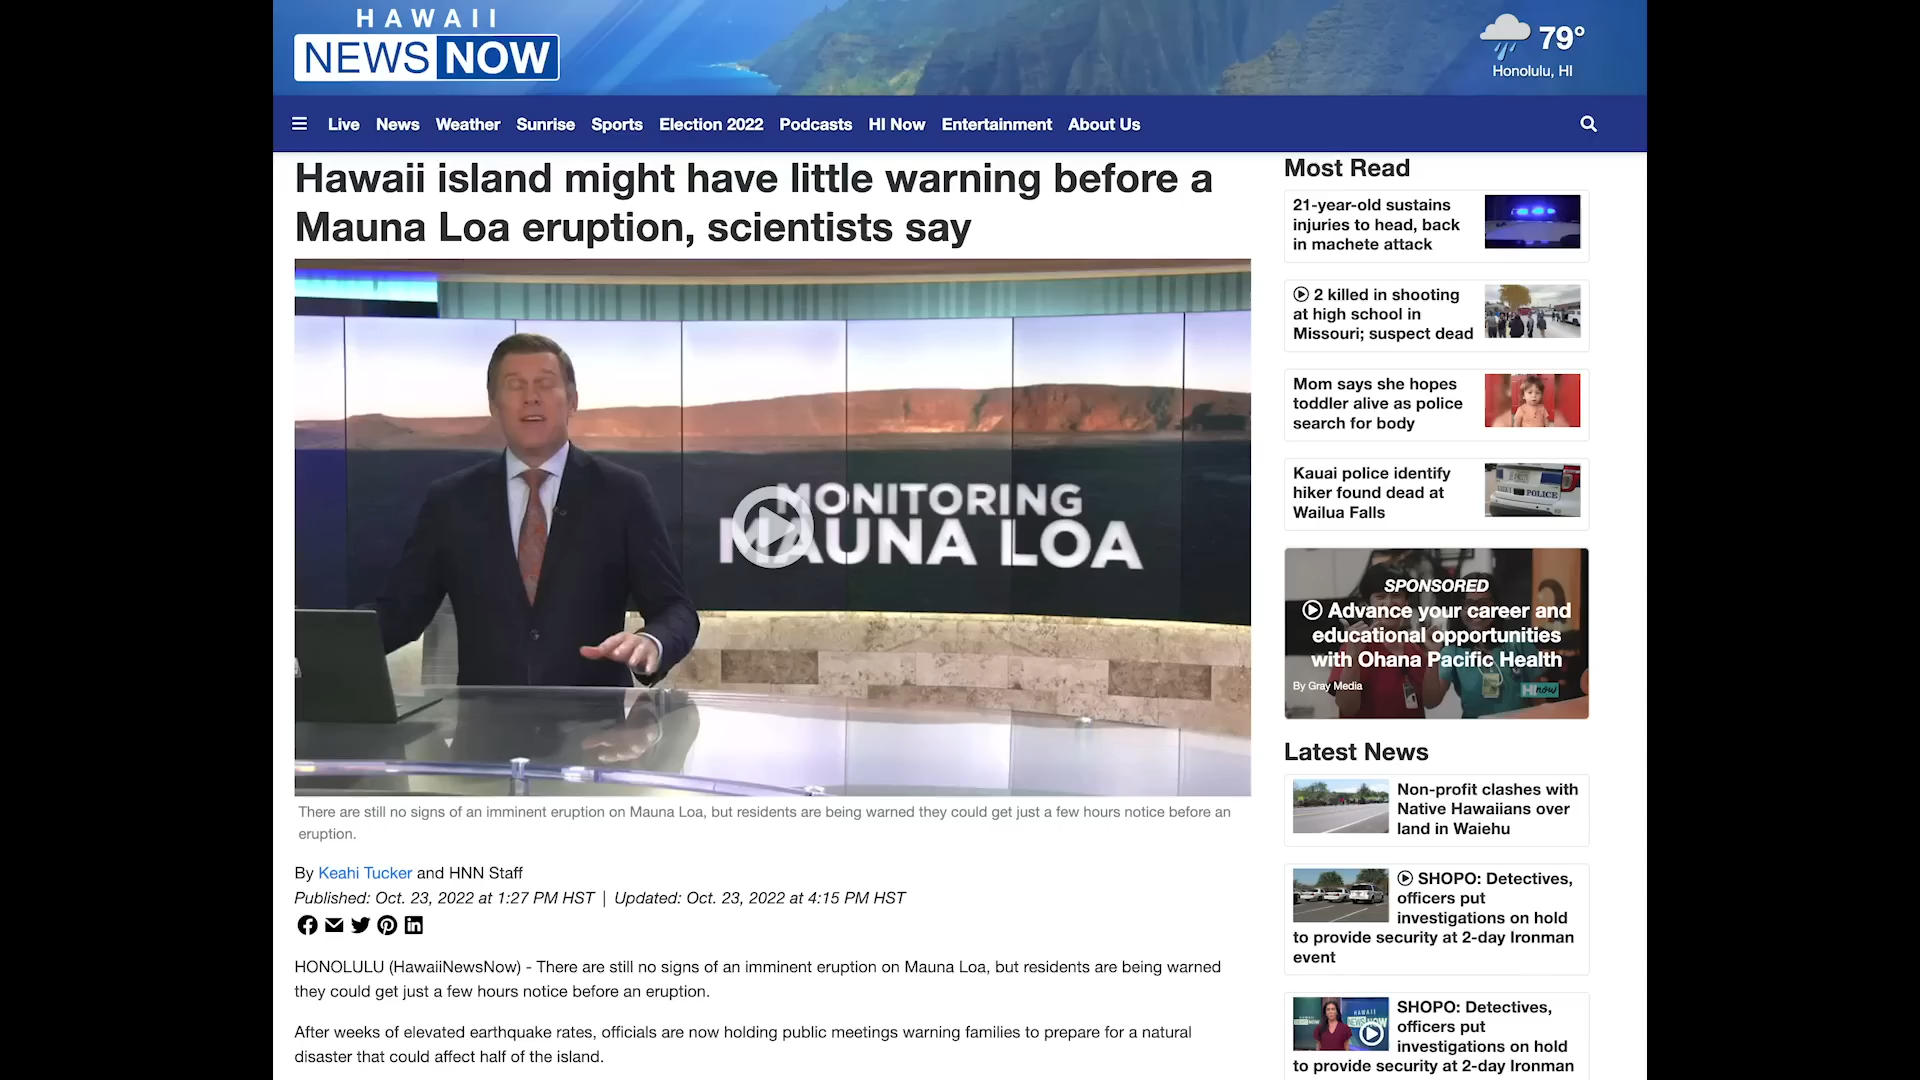 HAWAII
NEWS NOW
79°
Honolulu, HI
Live News Weather Sunrise Sports Election 2022 Podcasts HI Now Entertainment About Us
Hawaii island might have little warning before a
Mauna Loa eruption, scientists say
MONITORING
MAUNA LOA
There are still no signs of an imminent eruption on Mauna Loa, but residents are being warned they could get just a few hours notice before an
eruption.
By Keahi Tucker and HNN Staff
Published: Oct. 23, 2022 at 1:27 PM HST | Updated: Oct. 23, 2022 at 4:15 PM HST
HONOLULU (HawaiiNewsNow) - There are still no signs of an imminent eruption on Mauna Loa, but residents are being warned
they could get just a few hours notice before an eruption.
After weeks of elevated earthquake rates, officials are now holding public meetings warning families to prepare for a natural
disaster that could affect half of the island.
Most Read
21-year-old sustains
injuries to head, back
in machete attack
2 killed in shooting
at high school in
Missouri; suspect dead
Mom says she hopes
toddler alive as police
search for body
Kauai police identify
hiker found dead at
Wailua Falls
POLICE
SPONSORED
Advance your career and
educational opportunities
with Ohana Pacific Health
By Gray Media
HI now
Latest News
Non-profit clashes with
Native Hawaiians over
land in Waiehu
SHOPO: Detectives,
officers put
investigations on hold
to provide security at 2-day Ironman
event
SHOPO: Detectives,
officers put
investigations on hold
to provide security at 2-day Ironman